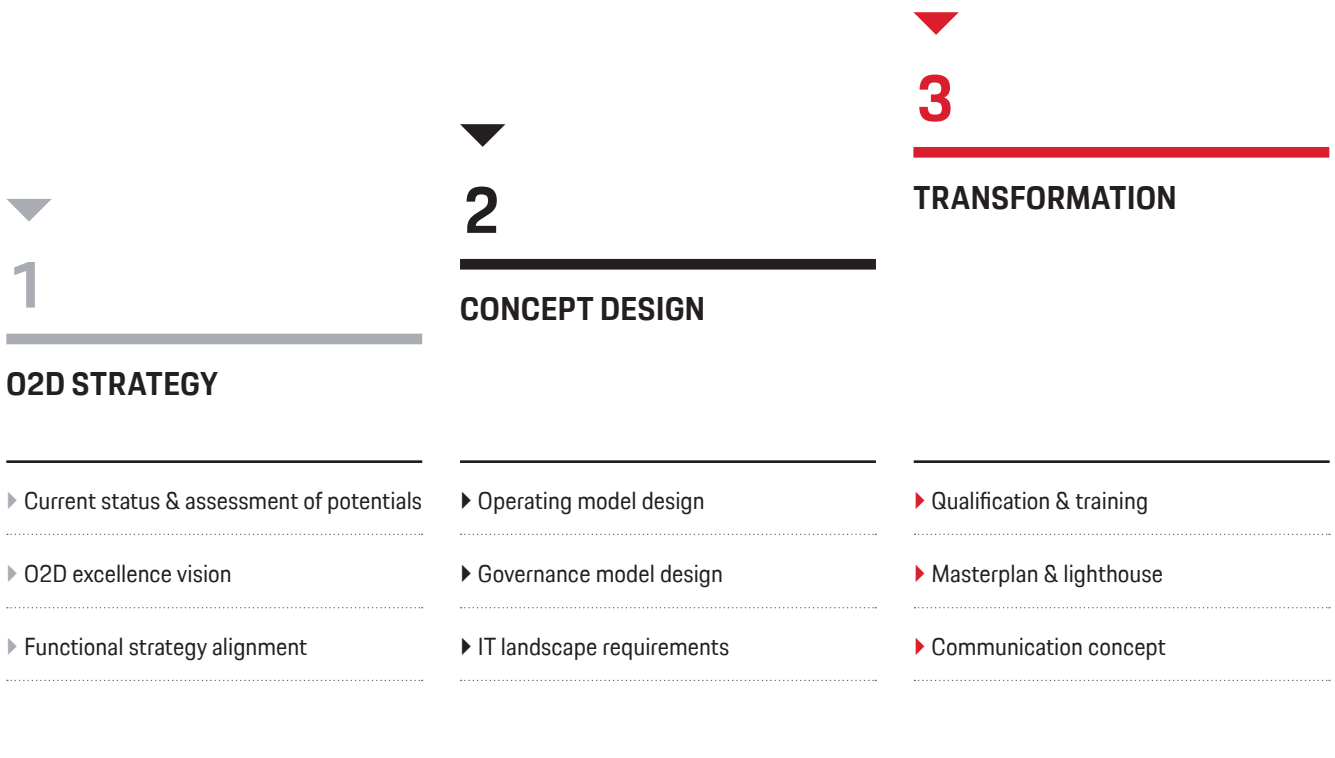 1
O2D STRATEGY
Current status & assessment of potentials
O2D excellence vision
Functional strategy alignment
2
CONCEPT DESIGN
Operating model design
Governance model design
IT landscape requirements
3
TRANSFORMATION
Qualification & training
Masterplan & lighthouse
Communication concept